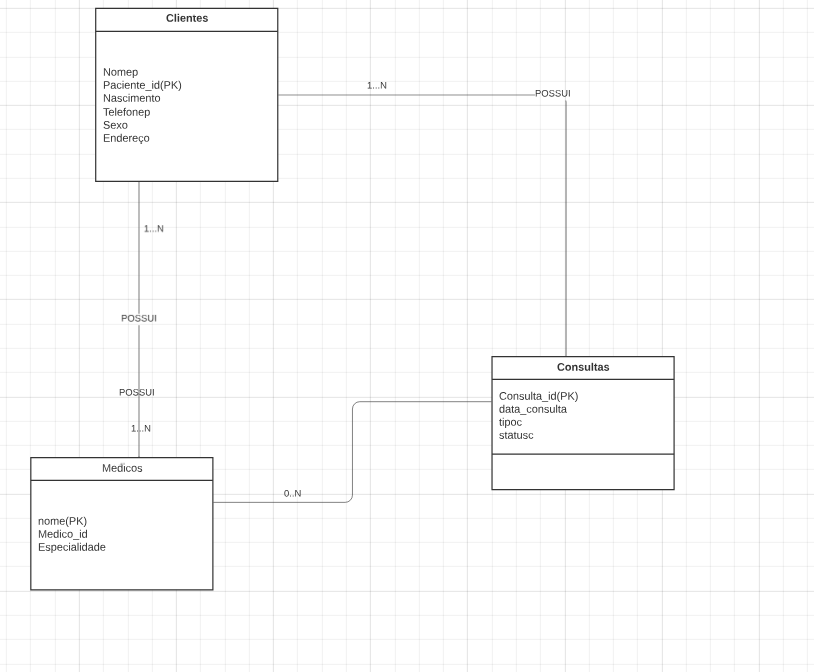 Clientes
Nomep
Paciente_id(PK)
Nascimento
Telefonep
Sexo
Endereço
1...N
POSSUI
1...N
POSSUI
POSSUI
1...N
Consultas
Consulta_id(PK)
data_consulta
tipoc
statusc
Medicos
nome(PK)
Medico_id
Especialidade
0..N